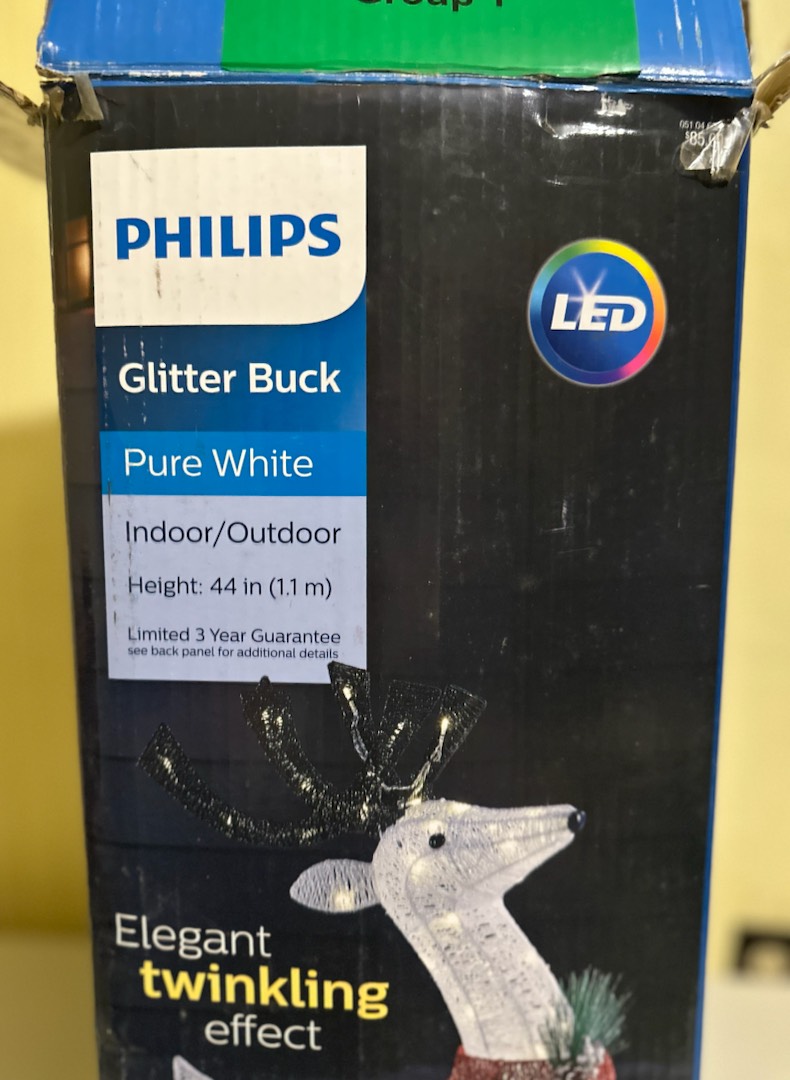 PHILIPS
LED
Glitter Buck
Pure White
Indoor/Outdoor
Height: 44 in (1.1 m)
Limited 3 Year Guarantee
see back panel for additional details
Elegant
twinkling
effect